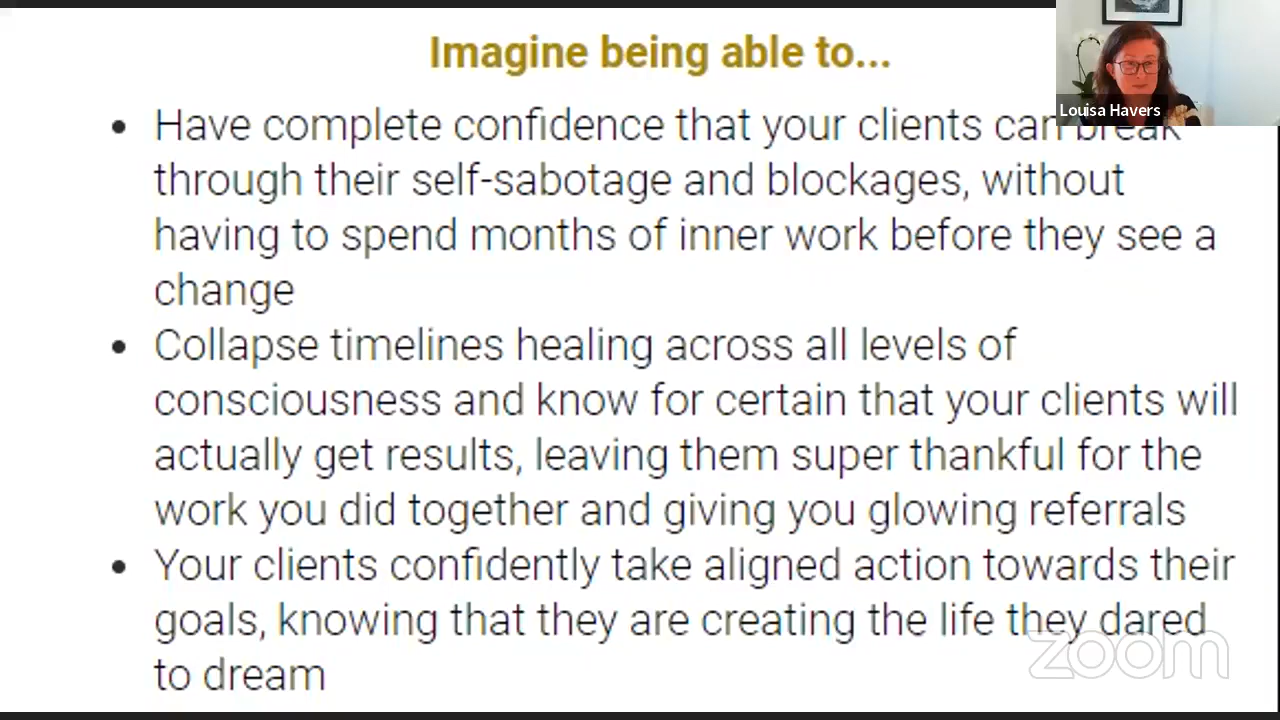 Imagine being able to...
Louisa Havers
• Have complete confidence that your clients can break
through their self-sabotage and blockages, without
having to spend months of inner work before they see a
change
• Collapse timelines healing across all levels of
consciousness and know for certain that your clients will
actually get results, leaving them super thankful for the
work you did together and giving you glowing referrals
• Your clients confidently take aligned action towards their
goals, knowing that they are creating the life they dared
to dream
zoom